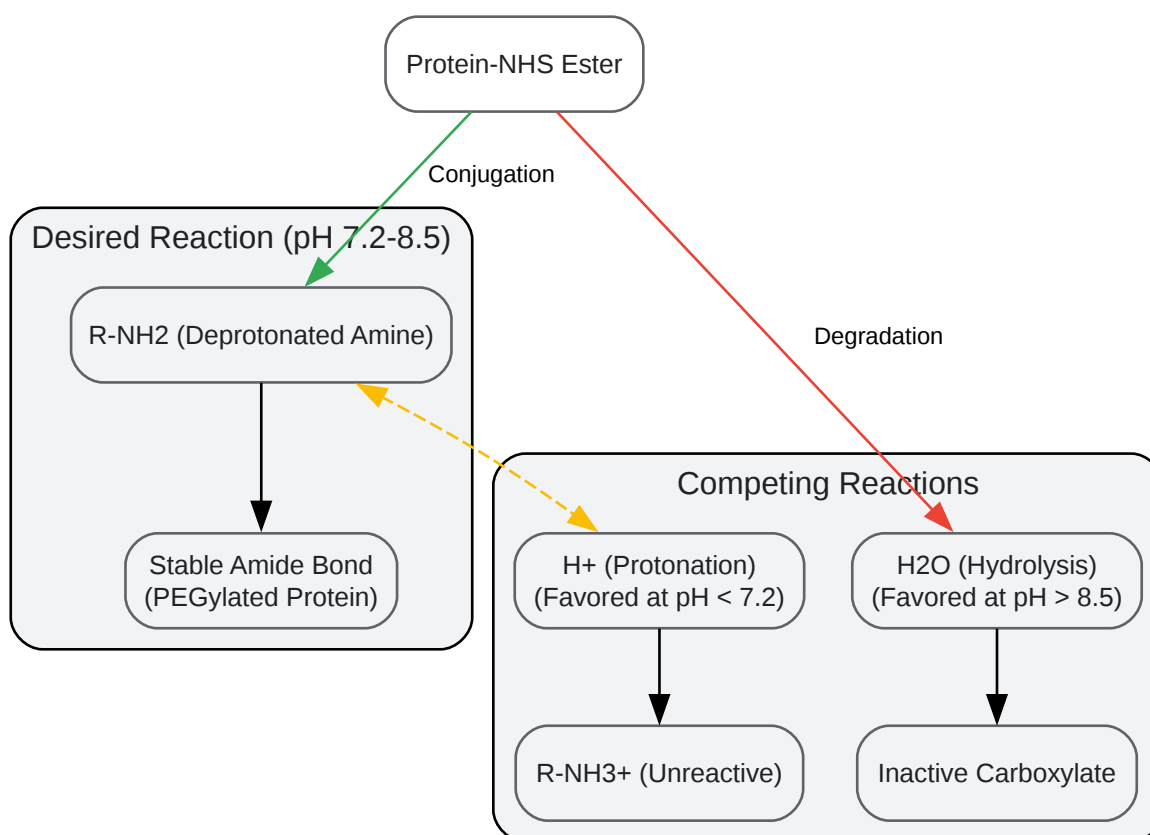 Protein-NHS Ester
Conjugation
Desired Reaction (pH 7.2-8.5)
R-NH2 (Deprotonated Amine)
Degradation
Competing Reactions
Stable Amide Bond
(PEGylated Protein)
H+ (Protonation)
(Favored at pH < 7.2)
H2O (Hydrolysis)
(Favored at pH > 8.5)
R-NH3+ (Unreactive)
Inactive Carboxylate